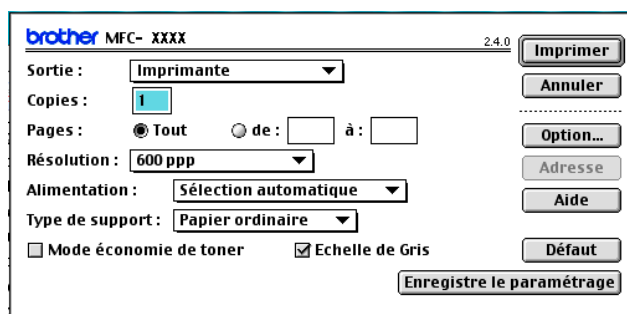 brother MFC- XXXX 2.4.0
Imprimer
Sortie : Imprimante
Annuler
Copies : 1
Pages : Tout de : à :
Option...
Résolution : 600 ppp
Adresse
Alimentation : Sélection automatique
Aide
Type de support : Papier ordinaire
Mode économie de toner Echelle de Gris
Défaut
Enregistre le paramétrage